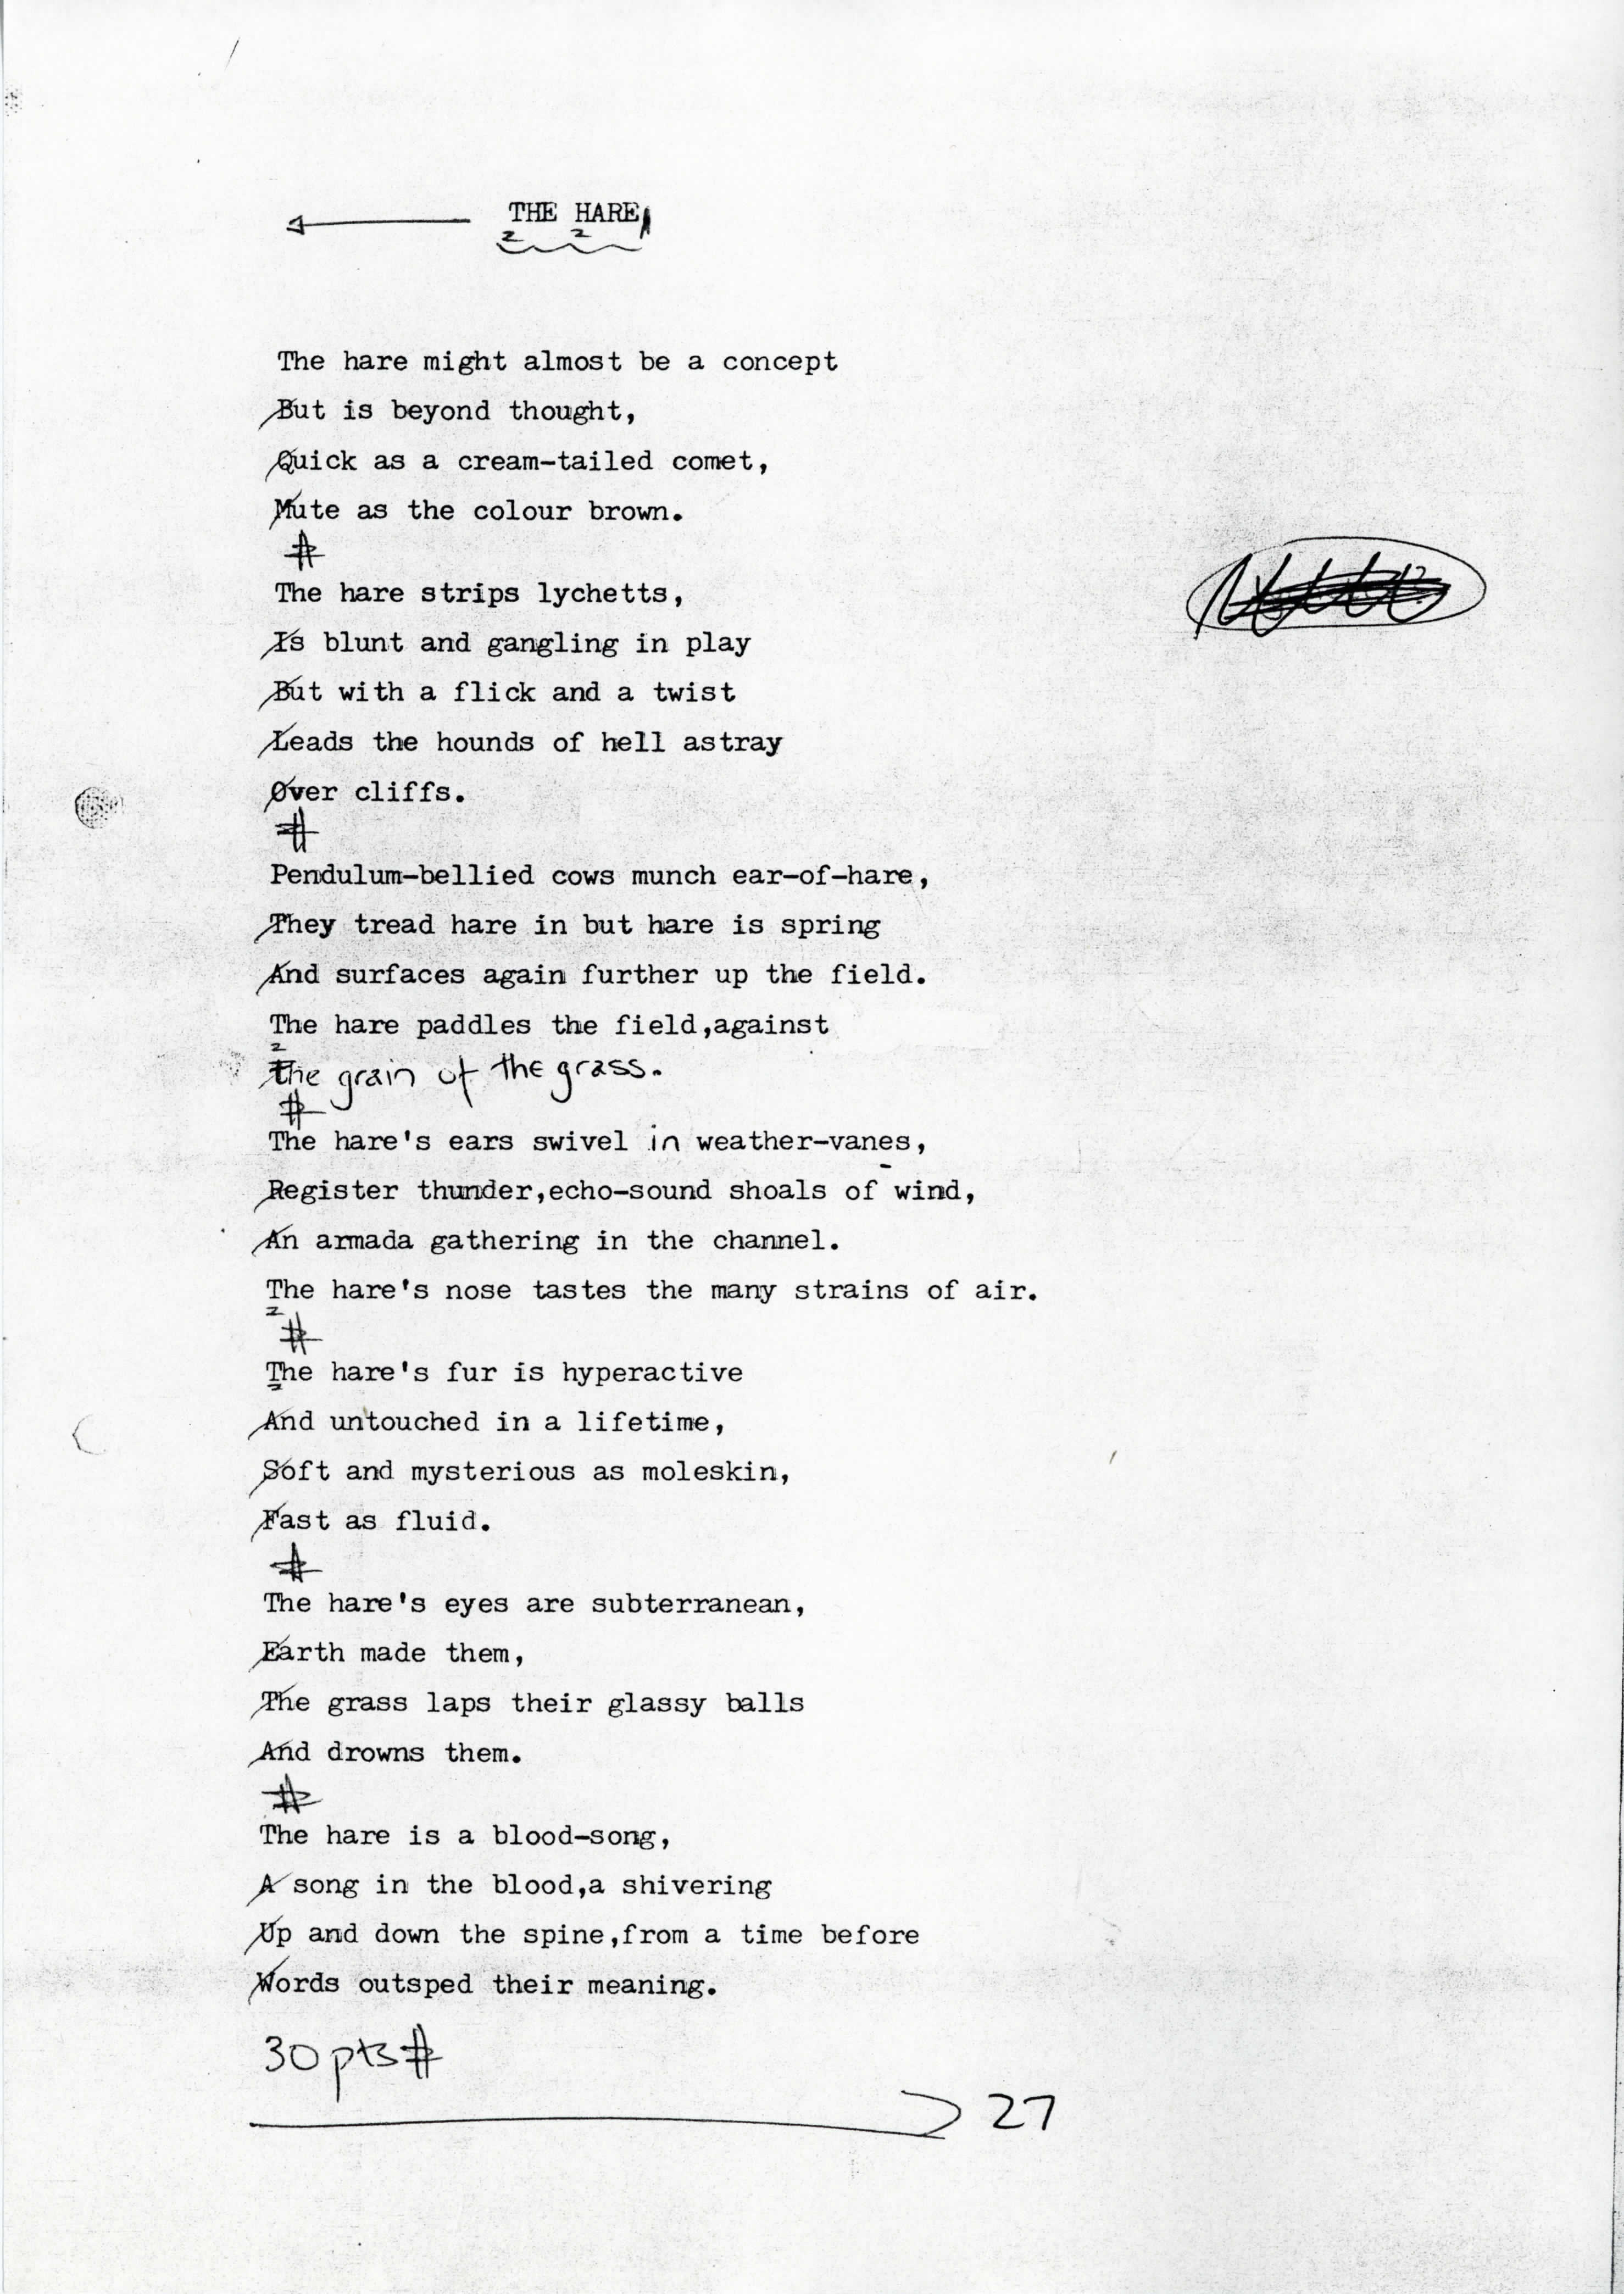 THE HARE
The hare might almost be a concept
But is beyond thought,
Quick as a cream-tailed comet,
Mute as the colour brown.
#
The hare strips lychetts,
Is blunt and gangling in play
But with a flick and a twist
Leads the hounds of hell astray
Over cliffs.
#
Pendulum-bellied cows munch ear-of-hare,
They tread hare in but hare is spring
And surfaces again further up the field.
The hare paddles the field,against
the grain of the grass.
#
The hare's ears swivel in weather-vanes,
Register thunder,echo-sound shoals of wind,
An armada gathering in the channel.
The hare's nose tastes the many strains of air.
#
The hare's fur is hyperactive
And untouched in a lifetime,
Soft and mysterious as moleskin,
Fast as fluid.
#
The hare's eyes are subterranean,
Earth made them,
The grass laps their glassy balls
And drowns them.
#
The hare is a blood-song,
A song in the blood,a shivering
Up and down the spine,from a time before
Words outsped their meaning.
30pts#
27